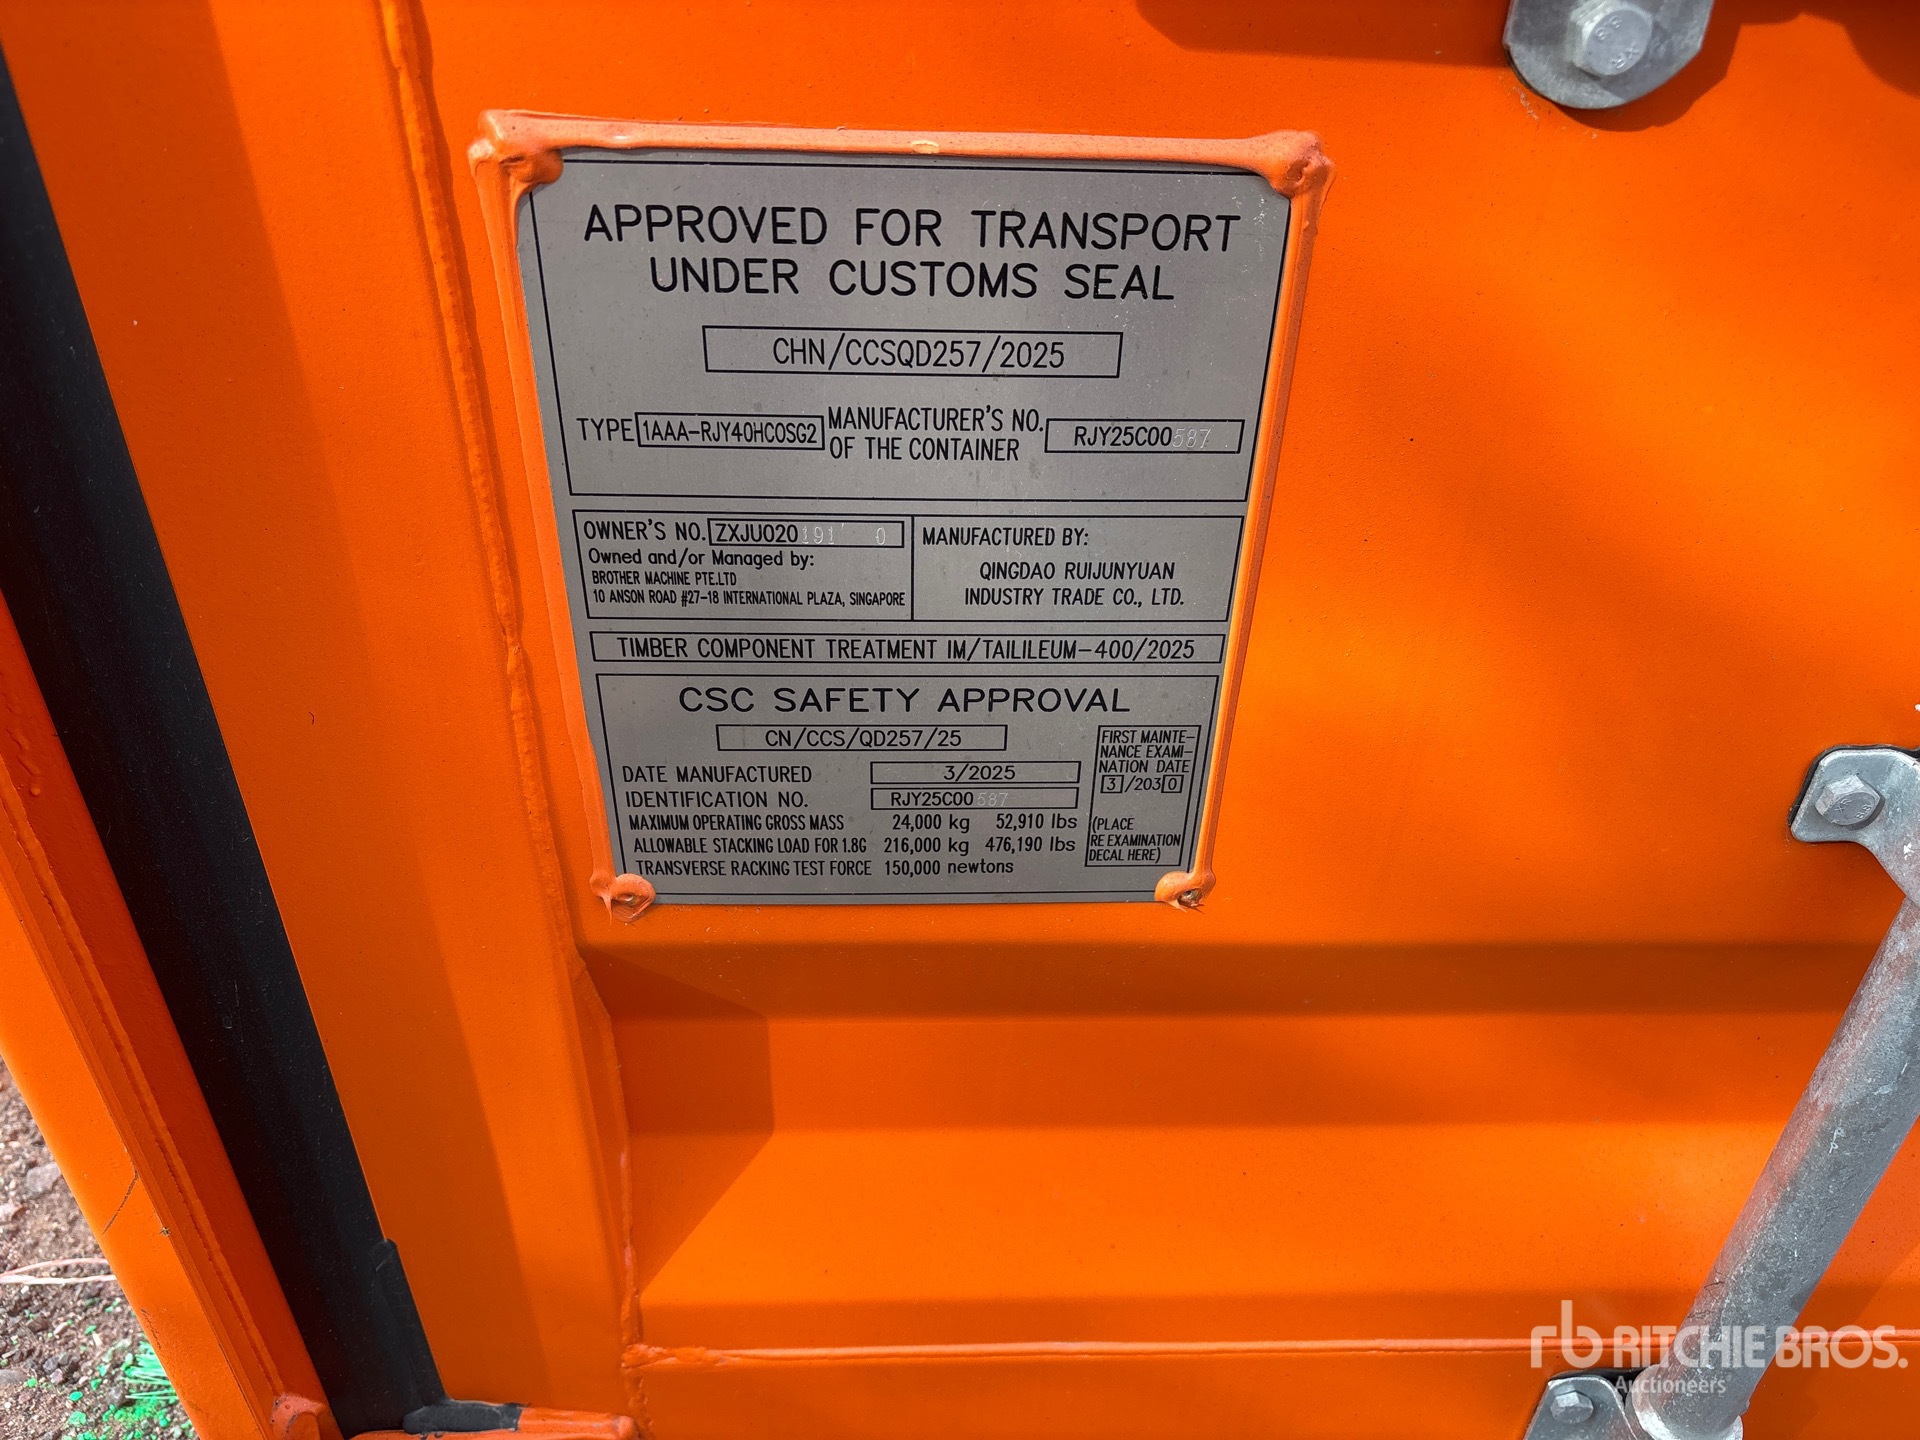 APPROVED FOR TRANSPORT
UNDER CUSTOMS SEAL
CHN/CCSQD257/2025
TYPE 1AAA-RJY40HCOSG2 MANUFACTURER'S NO. OF THE CONTAINER RJY25C00587
OWNER'S NO. ZXJU020191 0
Owned and/or Managed by:
BROTHER MACHINE PTE.LTD
10 ANSON ROAD #27-18 INTERNATIONAL PLAZA, SINGAPORE
MANUFACTURED BY:
QINGDAO RUIJUNYUAN
INDUSTRY TRADE CO., LTD.
TIMBER COMPONENT TREATMENT IM/TAILILEUM-400/2025
CSC SAFETY APPROVAL
CN/CCS/QD257/25
DATE MANUFACTURED 3/2025
IDENTIFICATION NO. RJY25C00587
MAXIMUM OPERATING GROSS MASS 24,000 kg 52,910 lbs
ALLOWABLE STACKING LOAD FOR 1.8G 216,000 kg 476,190 lbs
TRANSVERSE RACKING TEST FORCE 150,000 newtons
FIRST MAINTE-
NANCE EXAMI-
NATION DATE
3/2030
(PLACE
RE EXAMINATION
DECAL HERE)
rb RITCHIE BROS.
Auctioneers